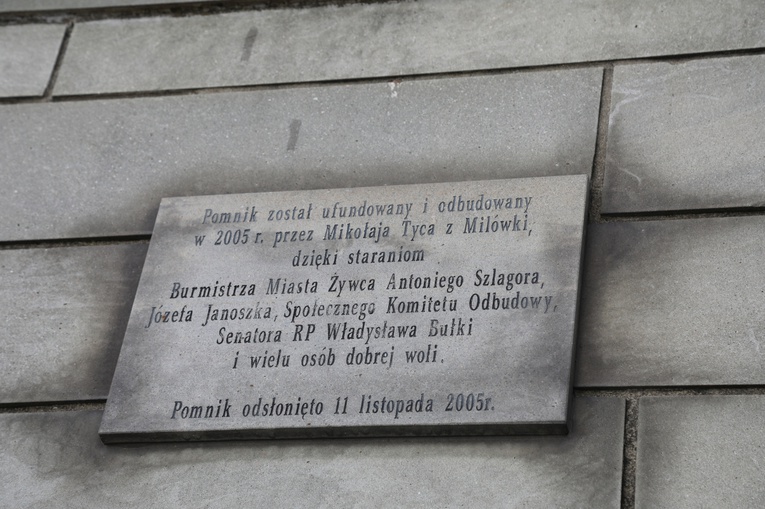 Pomnik został ufundowany i odbudowany
w 2005 r. przez Mikołaja Tyca z Milówki,
dzięki staraniom
Burmistrza Miasta Żywca Antoniego Szlagora,
Józefa Janoszka, Społecznego Komitetu Odbudowy,
Senatora RP Władysława Bułki
i wielu osób dobrej woli.
Pomnik odsłonięto 11 listopada 2005r.